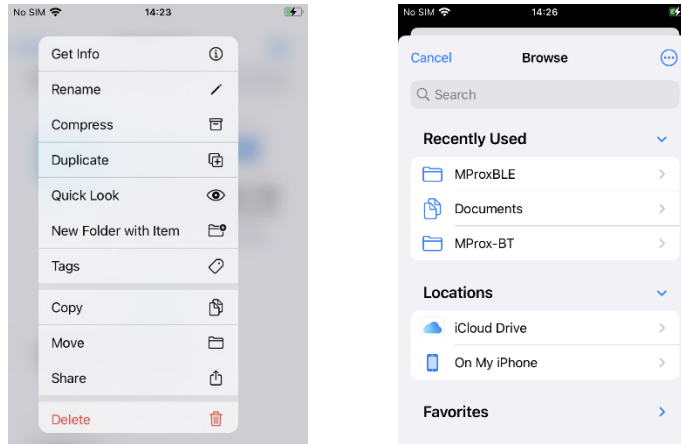 No SIM 14:23
Get Info
Rename
Compress
Duplicate
Quick Look
New Folder with Item
Tags
Copy
Move
Share
Delete
No SIM 14:26
Cancel Browse
Search
Recently Used
MProxBLE
Documents
MProx-BT
Locations
iCloud Drive
On My iPhone
Favorites